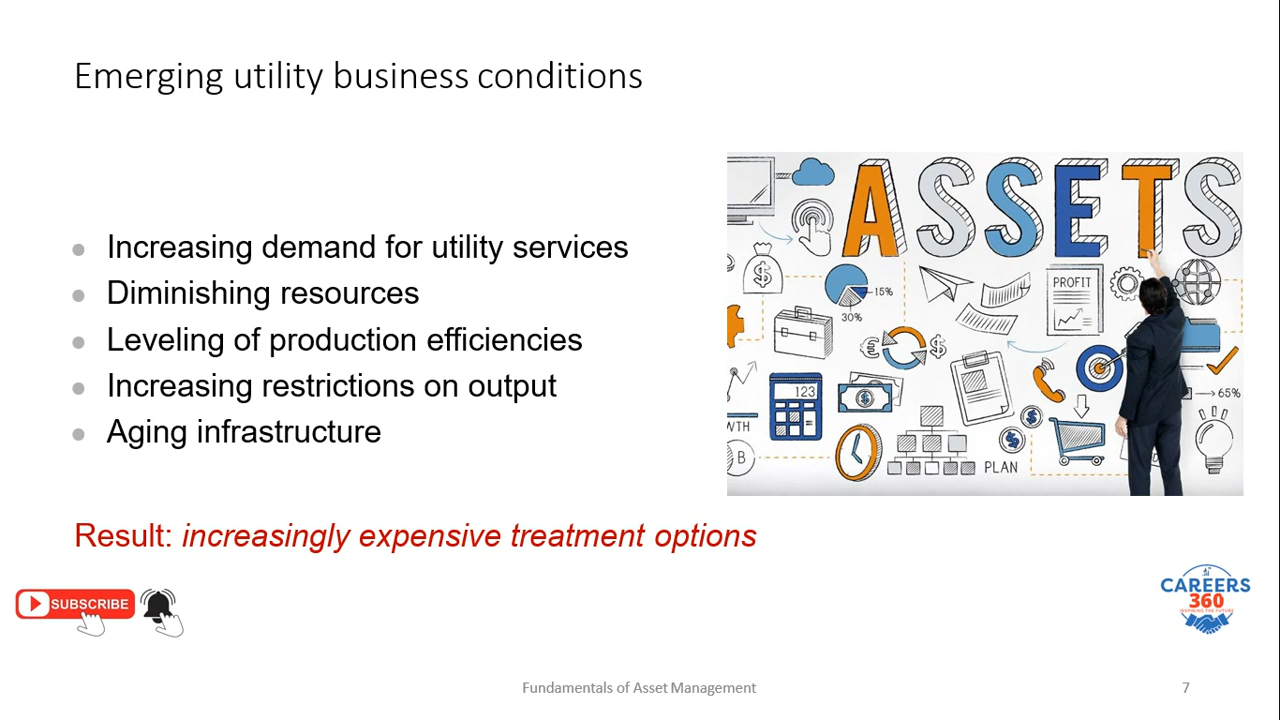 Emerging utility business conditions
ASSETS
15%
30%
PROFIT
123
WTH
B
PLAN
65%
Increasing demand for utility services
Diminishing resources
Leveling of production efficiencies
Increasing restrictions on output
Aging infrastructure
Result: increasingly expensive treatment options
SUBSCRIBE
CAREERS
360
Fundamentals of Asset Management
7